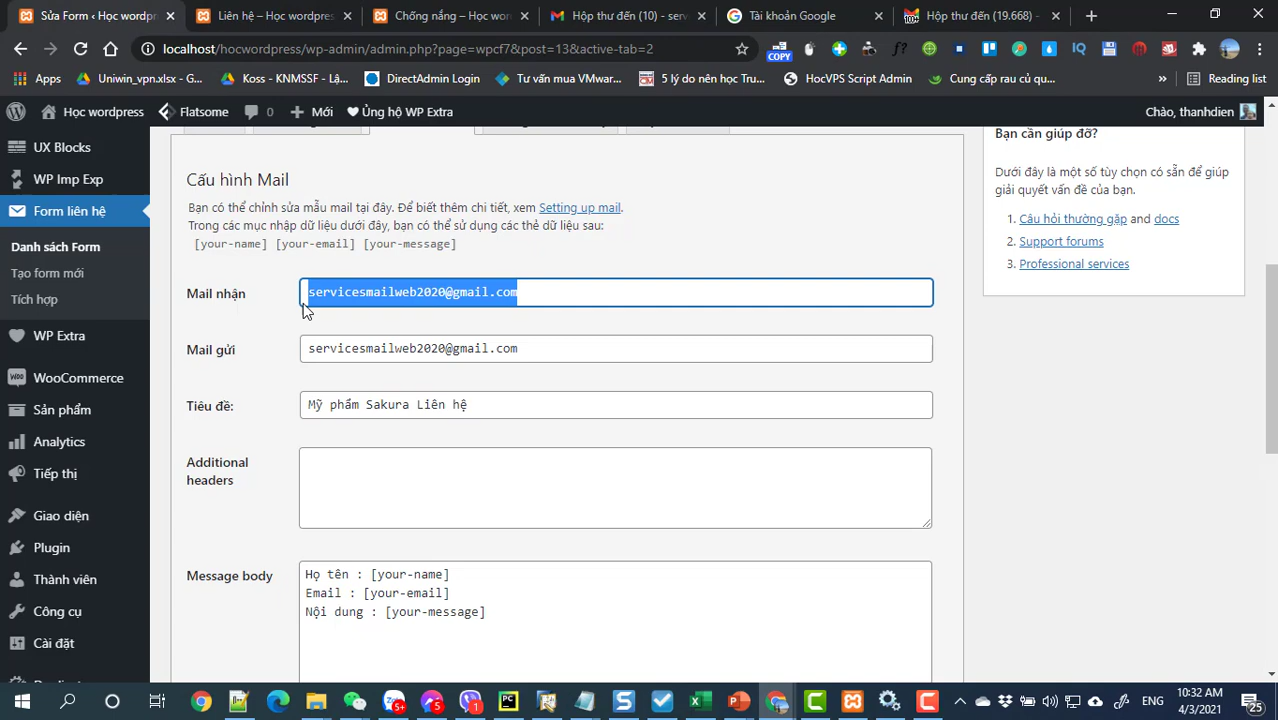 Sửa Form ‹ Học wordpr
Liên hệ – Học wordpres
Chống nắng – Học wor
Hộp thư đến (10) - serv
Tài khoản Google
Hộp thư đến (19.668) -
localhost/hocwordpress/wp-admin/admin.php?page=wpcf7&post=13&active-tab=2
COPY
Apps
Uniwin_vpn.xlsx - G...
Koss - KNMSSF - Lậ...
DirectAdmin Login
Tư vấn mua VMwar...
5 lý do nên học Tru...
HocVPS Script Admin
Cung cấp rau củ qu...
»
Reading list
Học wordpress
Flatsome
0
Mới
Ủng hộ WP Extra
Chào, thanhdien
UX Blocks
WP Imp Exp
Form liên hệ
Danh sách Form
Tạo form mới
Tích hợp
WP Extra
WooCommerce
Sản phẩm
Analytics
Tiếp thị
Giao diện
Plugin
Thành viên
Công cụ
Cài đặt
Cấu hình Mail
Bạn có thể chỉnh sửa mẫu mail tại đây. Để biết thêm chi tiết, xem Setting up mail.
Trong các mục nhập dữ liệu dưới đây, bạn có thể sử dụng các thẻ dữ liệu sau:
[your-name] [your-email] [your-message]
Mail nhận
servicesmailweb2020@gmail.com
Mail gửi
servicesmailweb2020@gmail.com
Tiêu đề:
Mỹ phẩm Sakura Liên hệ
Additional
headers
Message body
Họ tên : [your-name]
Email : [your-email]
Nội dung : [your-message]
Bạn cần giúp đỡ?
Dưới đây là một số tùy chọn có sẵn để giúp
giải quyết vấn đề của bạn.
1. Câu hỏi thường gặp and docs
2. Support forums
3. Professional services
ENG
10:32 AM
4/3/2021
25